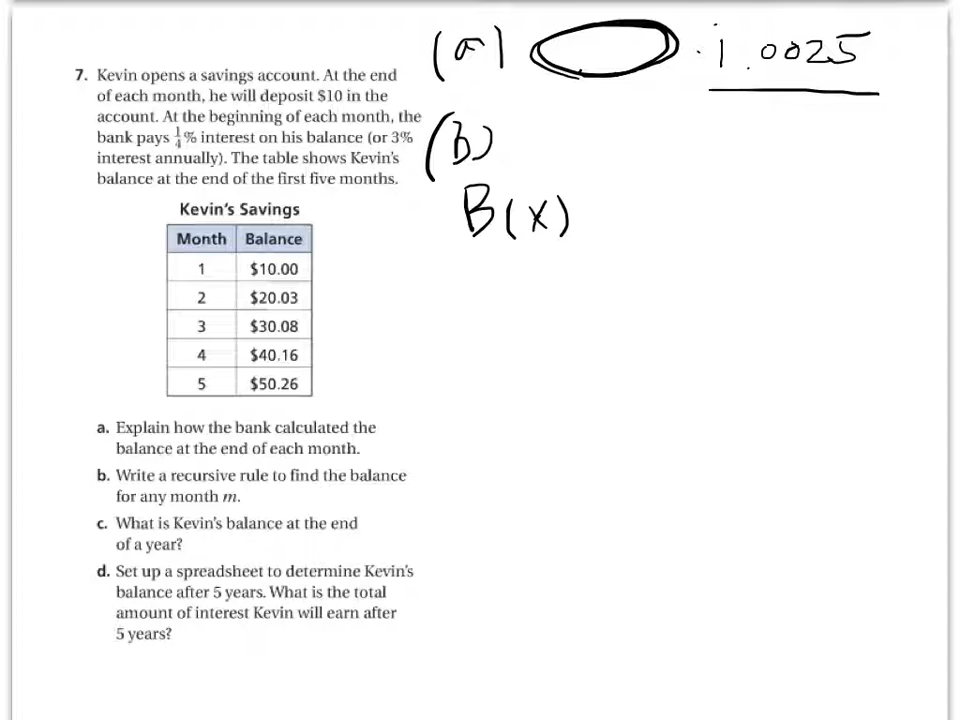 (a) · 1.0025
7. Kevin opens a savings account. At the end
of each month, he will deposit $10 in the
account. At the beginning of each month, the
bank pays 1/4% interest on his balance (or 3%
interest annually). The table shows Kevin's
balance at the end of the first five months.
(b)
B(x)
Kevin's Savings
Month Balance
1 $10.00
2 $20.03
3 $30.08
4 $40.16
5 $50.26
a. Explain how the bank calculated the
balance at the end of each month.
b. Write a recursive rule to find the balance
for any month m.
c. What is Kevin's balance at the end
of a year?
d. Set up a spreadsheet to determine Kevin's
balance after 5 years. What is the total
amount of interest Kevin will earn after
5 years?